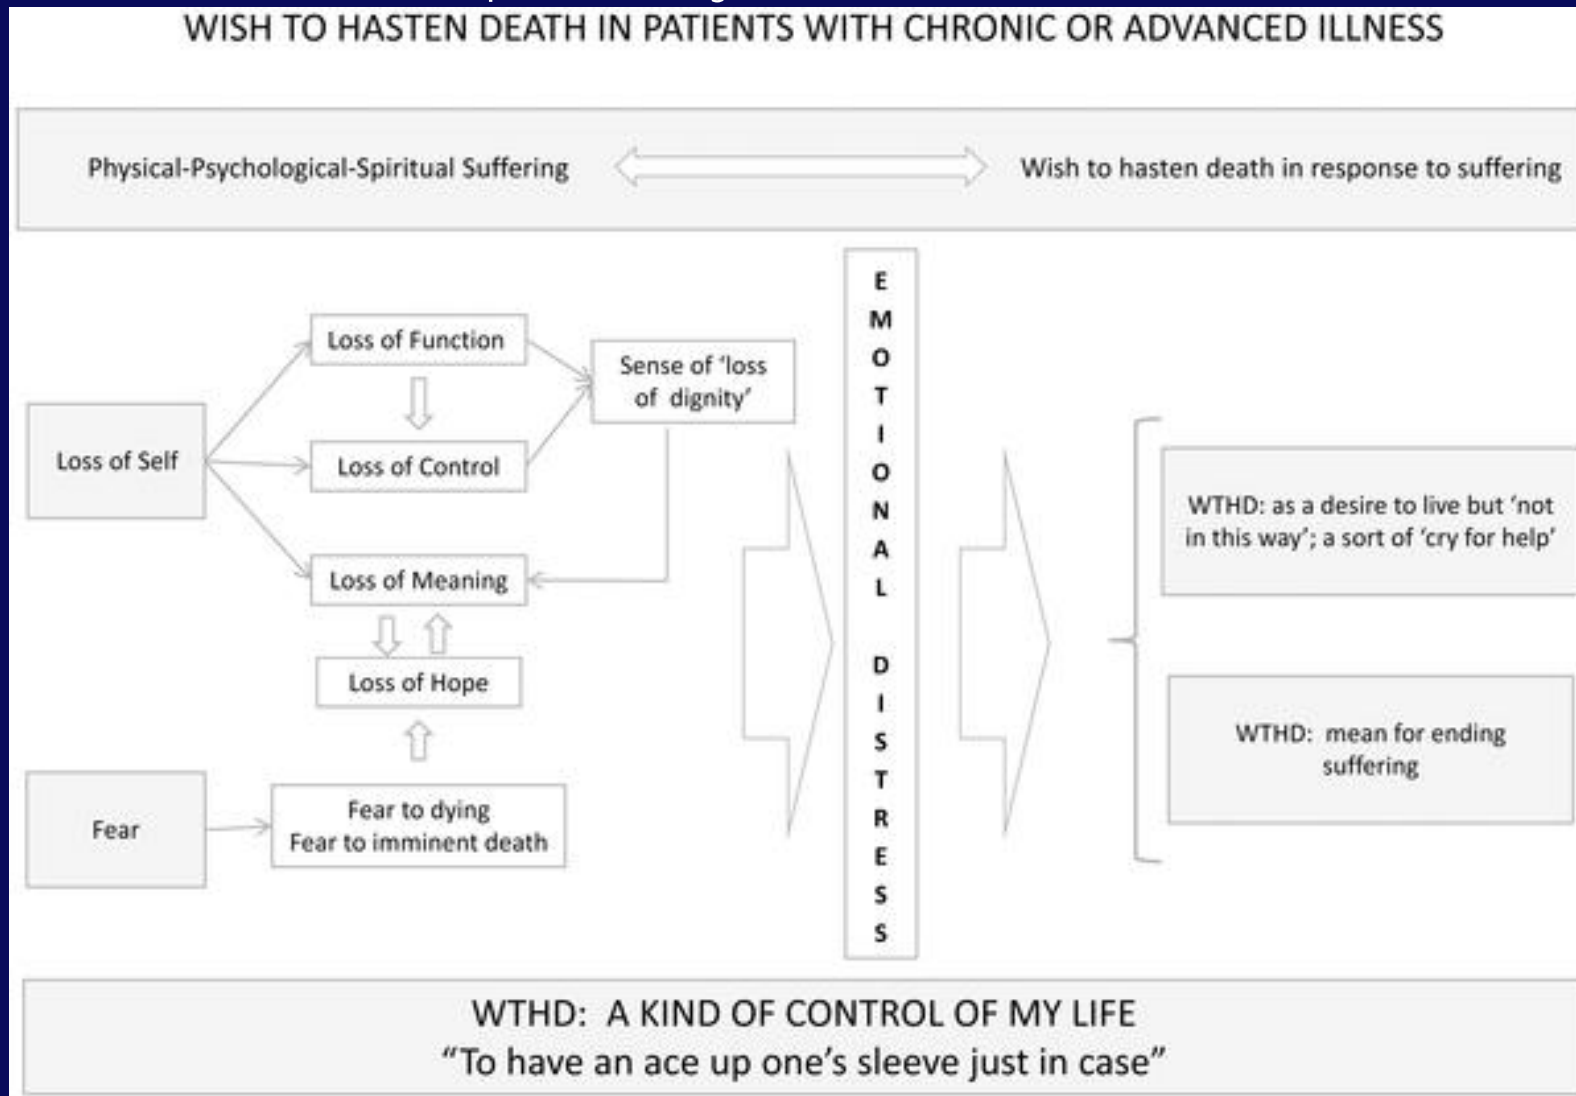 WISH TO HASTEN DEATH IN PATIENTS WITH CHRONIC OR ADVANCED ILLNESS
Physical-Psychological-Spiritual Suffering
Wish to hasten death in response to suffering
Loss of Self
Loss of Function
Loss of Control
Sense of ‘loss
of dignity’
Loss of Meaning
Loss of Hope
Fear
Fear to dying
Fear to imminent death
EMOTIONAL DISTRESS
WTHD: as a desire to live but ‘not
in this way’; a sort of ‘cry for help’
WTHD: mean for ending
suffering
WTHD: A KIND OF CONTROL OF MY LIFE
“To have an ace up one’s sleeve just in case”